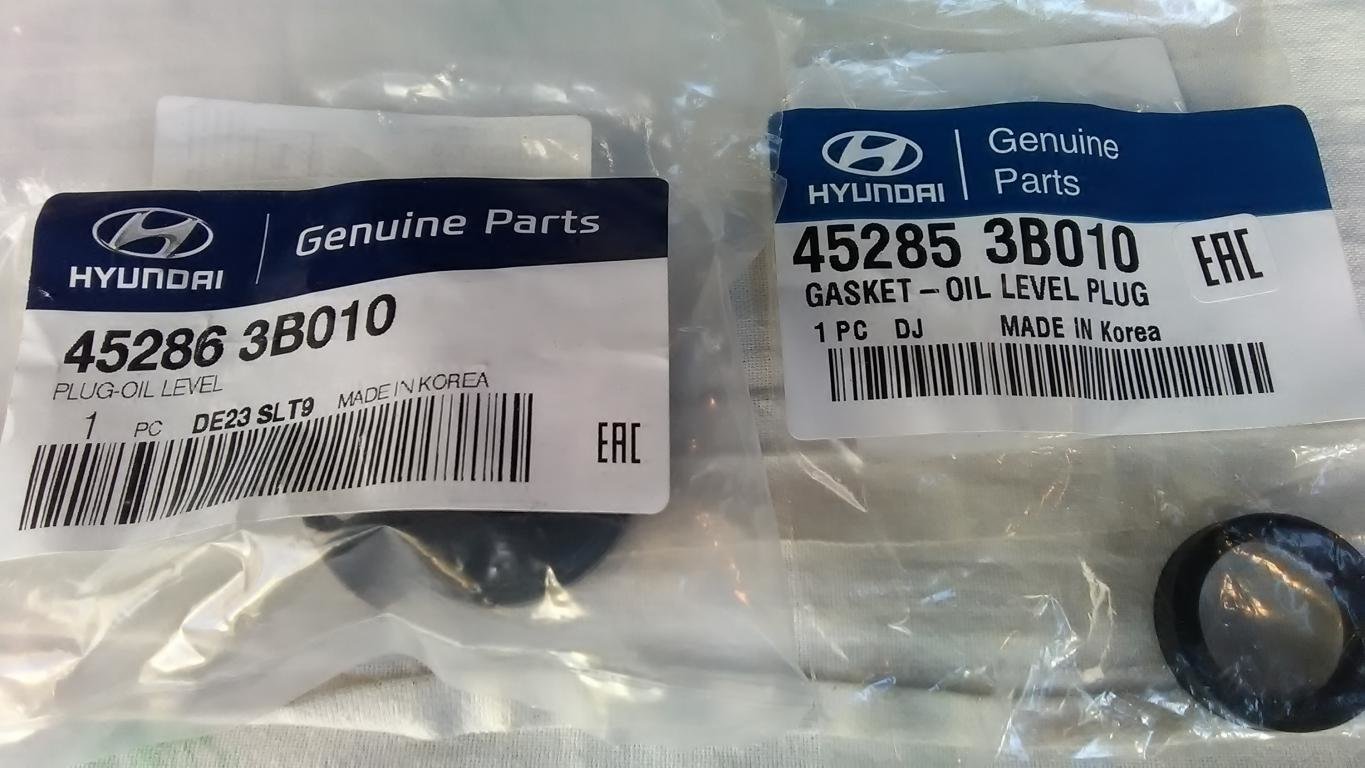 HYUNDAI
Genuine Parts
45286 3B010
PLUG-OIL LEVEL
1 PC DE23 SLT9 MADE IN KOREA
EAC
HYUNDAI
Genuine
Parts
45285 3B010
EAC
GASKET – OIL LEVEL PLUG
1 PC DJ MADE IN Korea